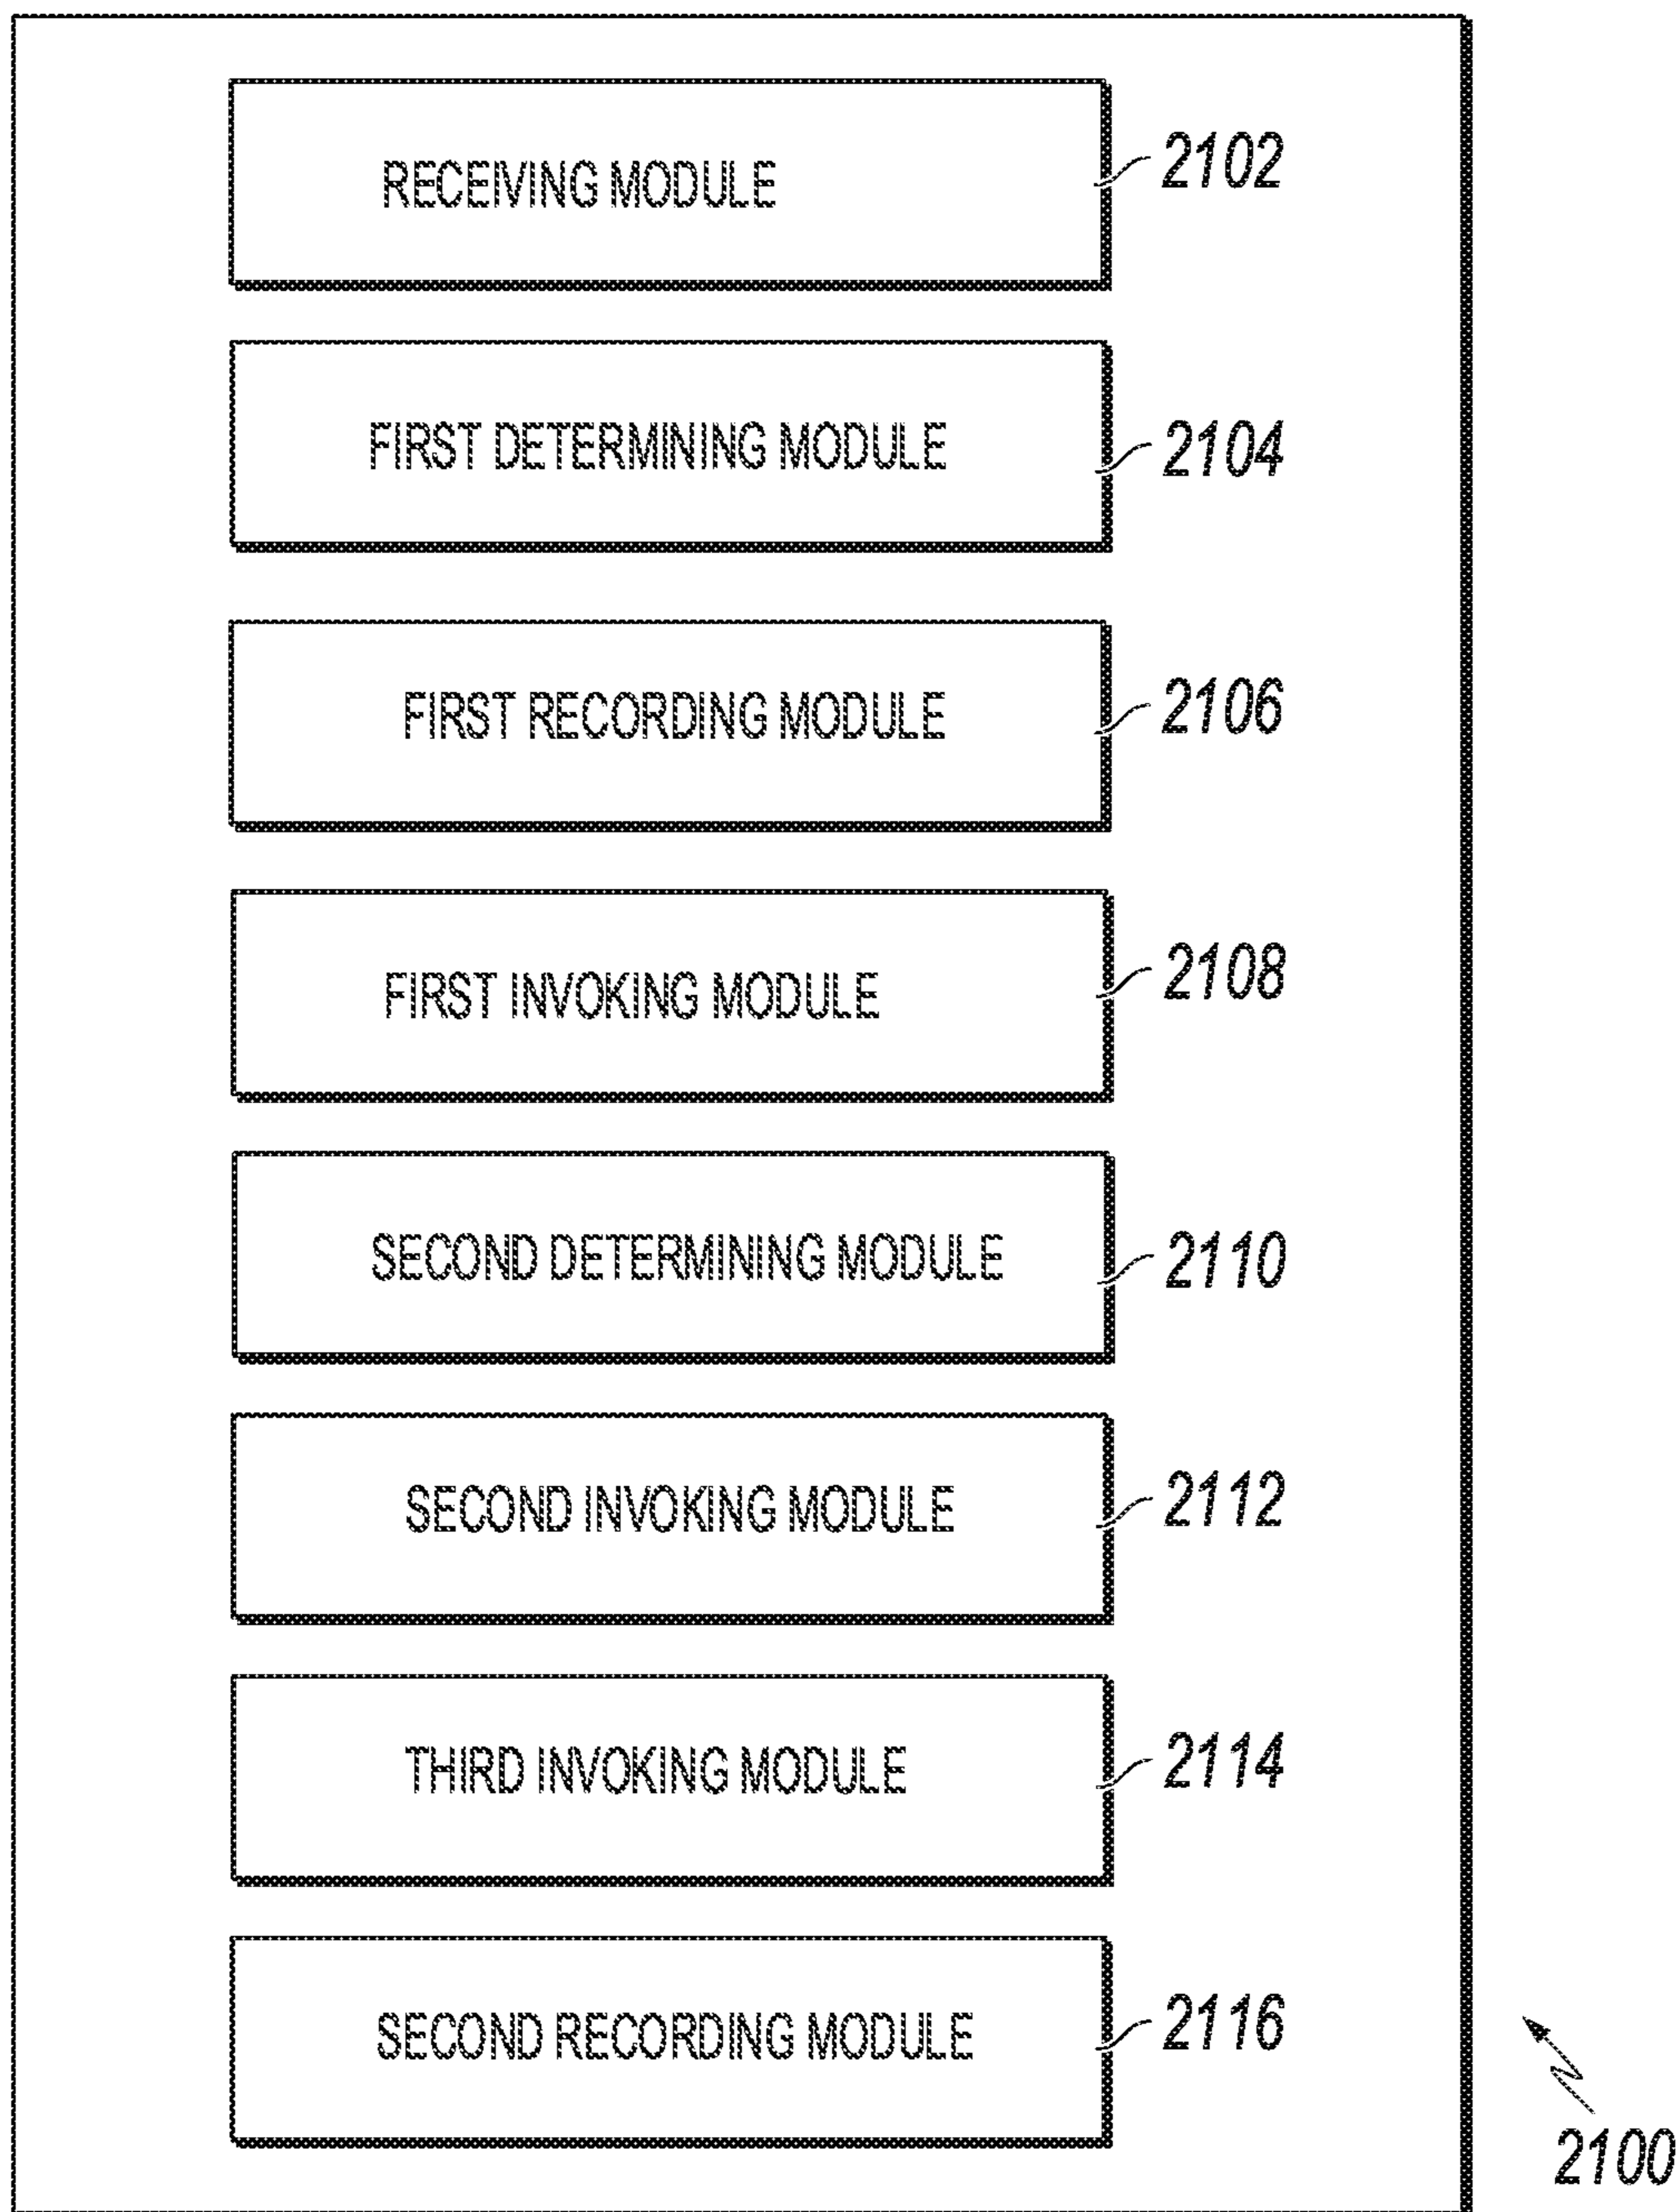 RECEIVING MODULE 2102
FIRST DETERMINING MODULE 2104
FIRST RECORDING MODULE 2106
FIRST INVOKING MODULE 2108
SECOND DETERMINING MODULE 2110
SECOND INVOKING MODULE 2112
THIRD INVOKING MODULE 2114
SECOND RECORDING MODULE 2116
2100